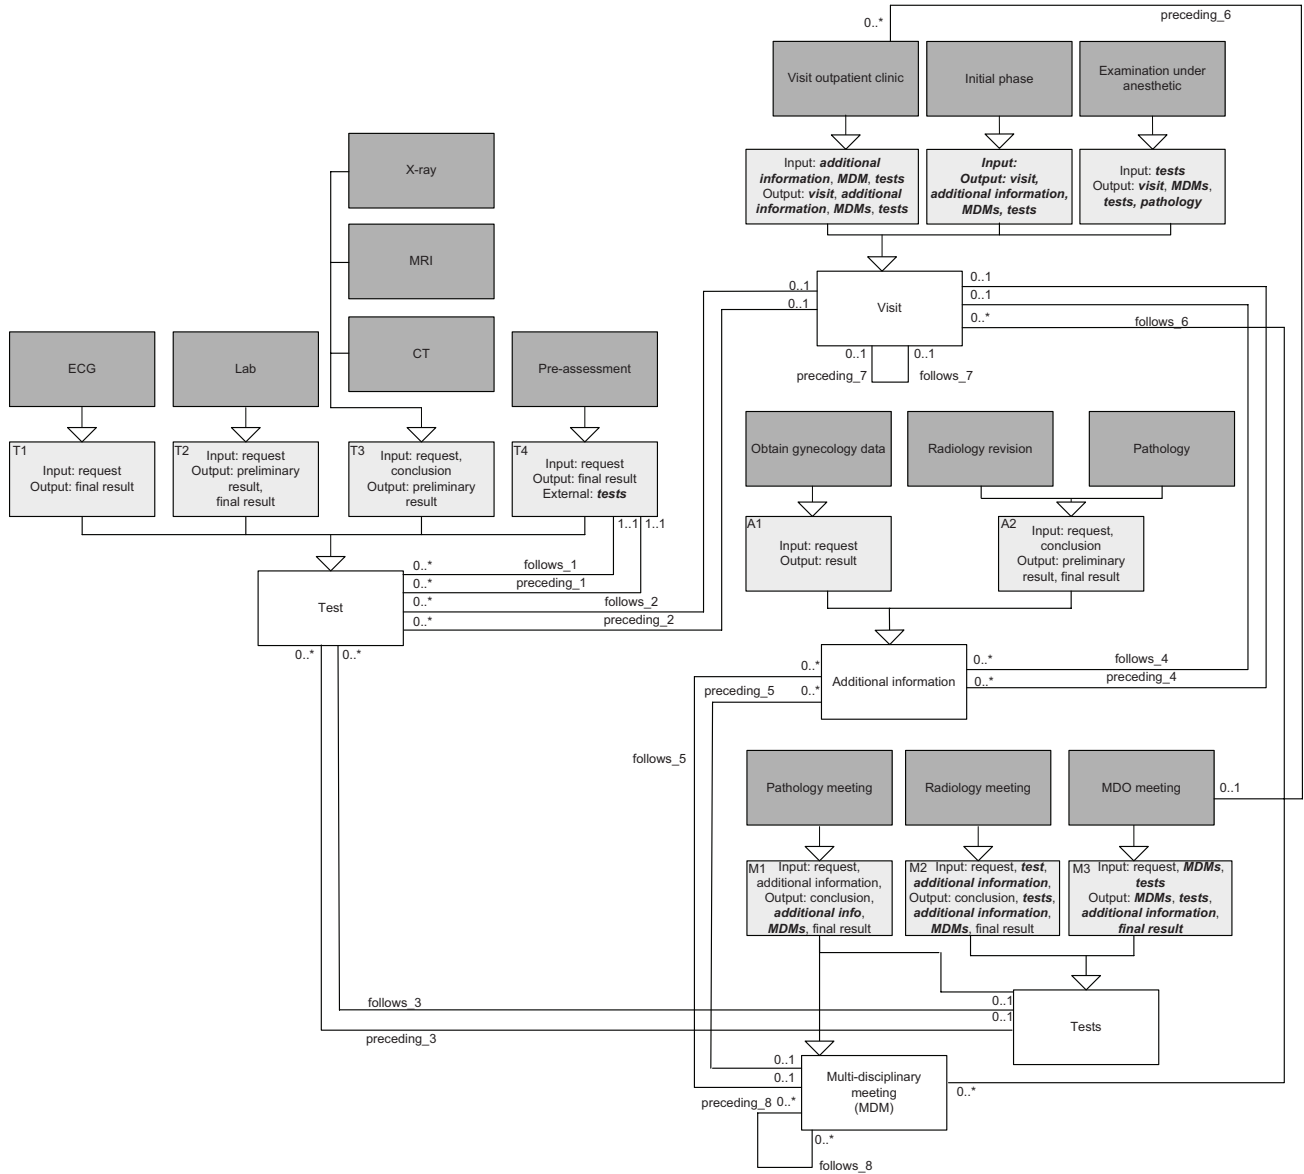 preceding_6
0..*
Visit outpatient clinic
Initial phase
Examination under
anesthetic
Input: additional
information, MDM, tests
Output: visit, additional
information, MDMs, tests
Input:
Output: visit,
additional information,
MDMs, tests
Input: tests
Output: visit, MDMs,
tests, pathology
X-ray
MRI
CT
0..1
0..1
Visit
0..1
0..1
0..*
follows_6
0..1
0..1
preceding_7
follows_7
ECG
Lab
Pre-assessment
T1
Input: request
Output: final result
T2
Input: request
Output: preliminary
result,
final result
T3
Input: request,
conclusion
Output: preliminary
result
T4
Input: request
Output: final result
External: tests
1..1
1..1
Obtain gynecology data
Radiology revision
Pathology
A1
Input: request
Output: result
A2
Input: request,
conclusion
Output: preliminary
result, final result
Test
0..*
follows_1
0..*
preceding_1
0..*
follows_2
0..*
preceding_2
0..*
0..*
Additional information
0..*
0..*
preceding_5
0..*
follows_4
0..*
preceding_4
follows_5
Pathology meeting
Radiology meeting
MDO meeting
0..1
M1
Input: request,
additional information,
Output: conclusion,
additional info,
MDMs, final result
M2
Input: request, test,
additional information,
Output: conclusion, tests,
additional information,
MDMs, final result
M3
Input: request, MDMs,
tests
Output: MDMs, tests,
additional information,
final result
follows_3
0..1
preceding_3
0..1
Tests
0..1
0..1
Multi-disciplinary
meeting
(MDM)
0..*
preceding_8
0..*
0..*
follows_8